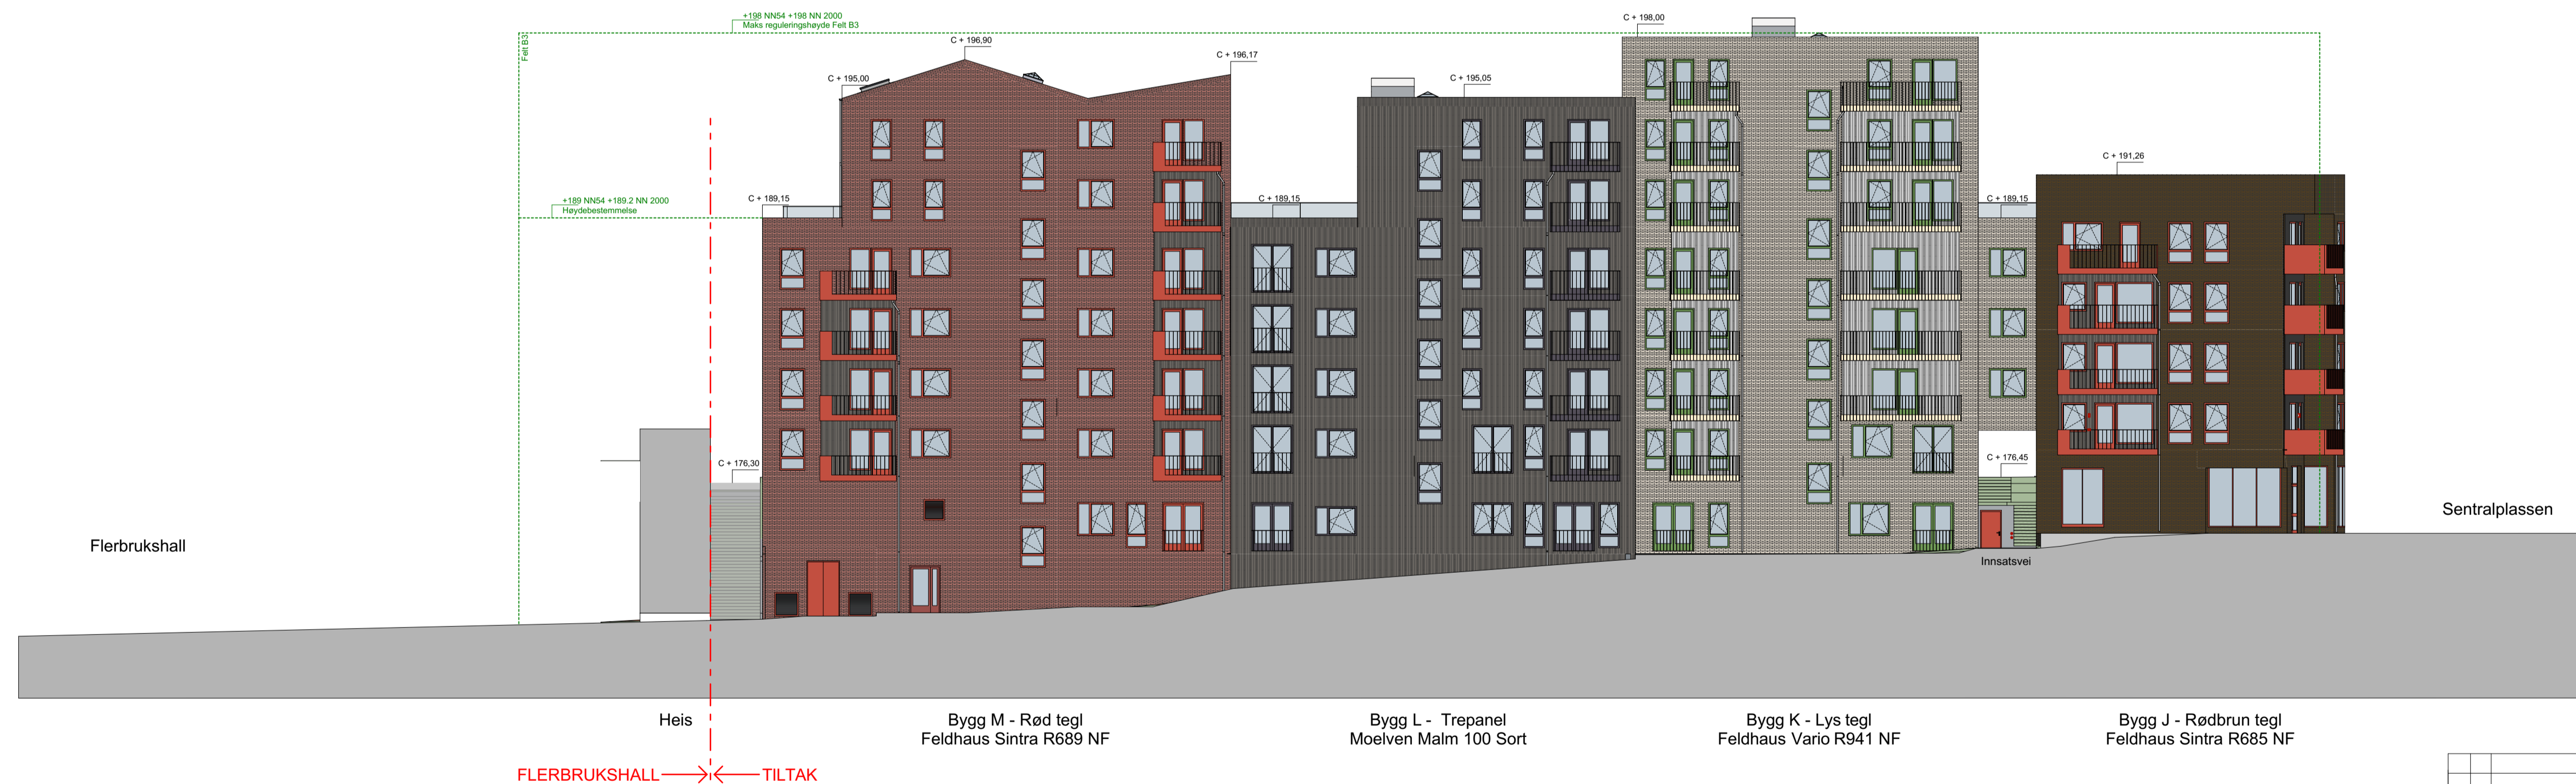 +198 NN54 +198 NN 2000
Maks reguleringshøyde Felt B3
Felt B3
C + 198,00
C + 196,90
C + 196,17
C + 195,00
C + 195,05
C + 191,26
+189 NN54 +189.2 NN 2000
Høydebestemmelse
C + 189,15
C + 189,15
C + 189,15
C + 176,30
C + 176,45
Flerbrukshall
Sentralplassen
Innsatsvei
Heis
Bygg M - Rød tegl
Feldhaus Sintra R689 NF
Bygg L - Trepanel
Moelven Malm 100 Sort
Bygg K - Lys tegl
Feldhaus Vario R941 NF
Bygg J - Rødbrun tegl
Feldhaus Sintra R685 NF
FLERBRUKSHALL
TILTAK